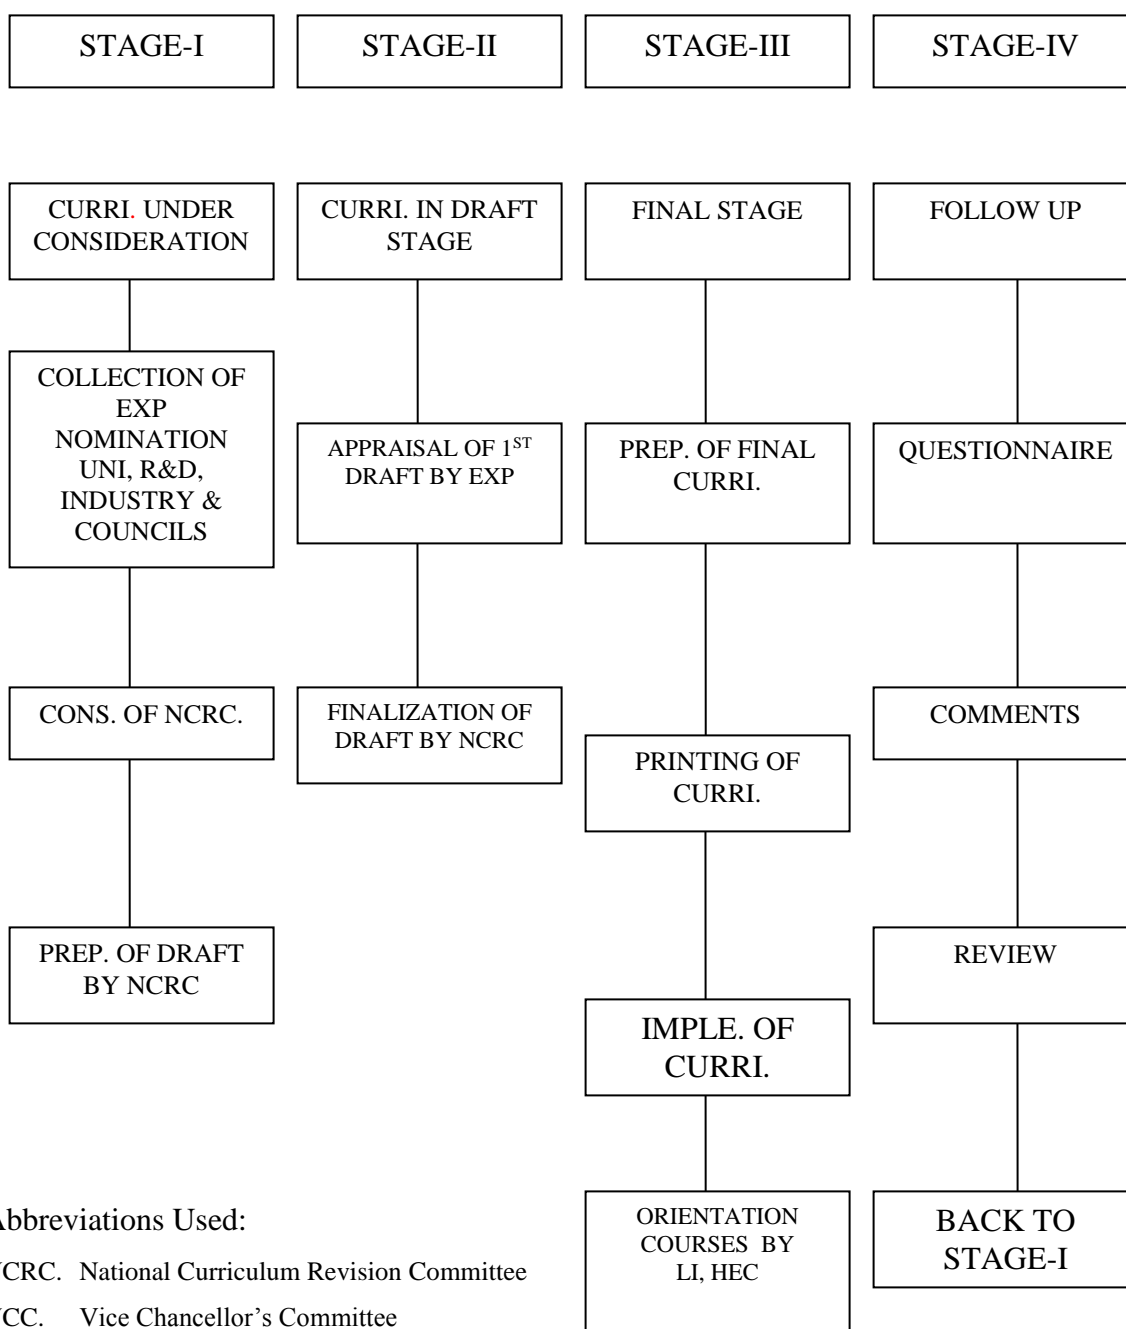 STAGE-I
STAGE-II
STAGE-III
STAGE-IV
CURRI. UNDER
CONSIDERATION
COLLECTION OF
EXP
NOMINATION
UNI, R&D,
INDUSTRY &
COUNCILS
CONS. OF NCRC.
PREP. OF DRAFT
BY NCRC
CURRI. IN DRAFT
STAGE
APPRAISAL OF 1ST
DRAFT BY EXP
FINALIZATION OF
DRAFT BY NCRC
FINAL STAGE
PREP. OF FINAL
CURRI.
PRINTING OF
CURRI.
IMPLE. OF
CURRI.
ORIENTATION
COURSES BY
LI, HEC
FOLLOW UP
QUESTIONNAIRE
COMMENTS
REVIEW
BACK TO
STAGE-I
Abbreviations Used:
NCRC. National Curriculum Revision Committee
VCC. Vice Chancellor’s Committee